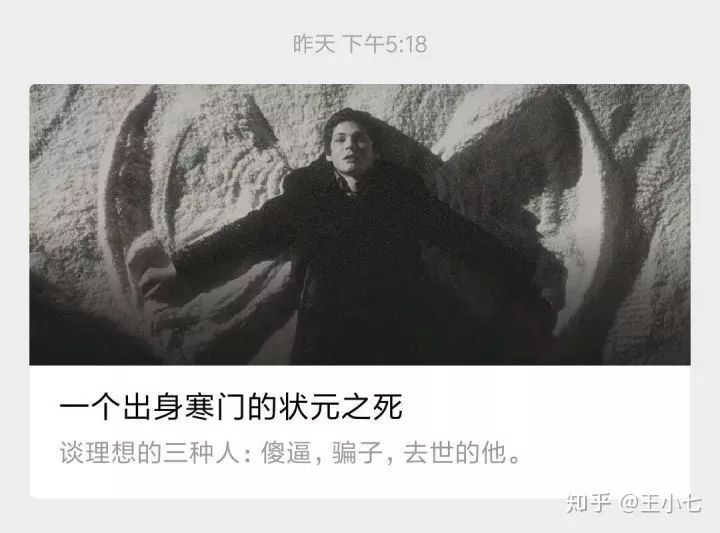 昨天 下午5:18
一个出身寒门的状元之死
谈理想的三种人：傻逼，骗子，去世的他。
知乎 @王小七